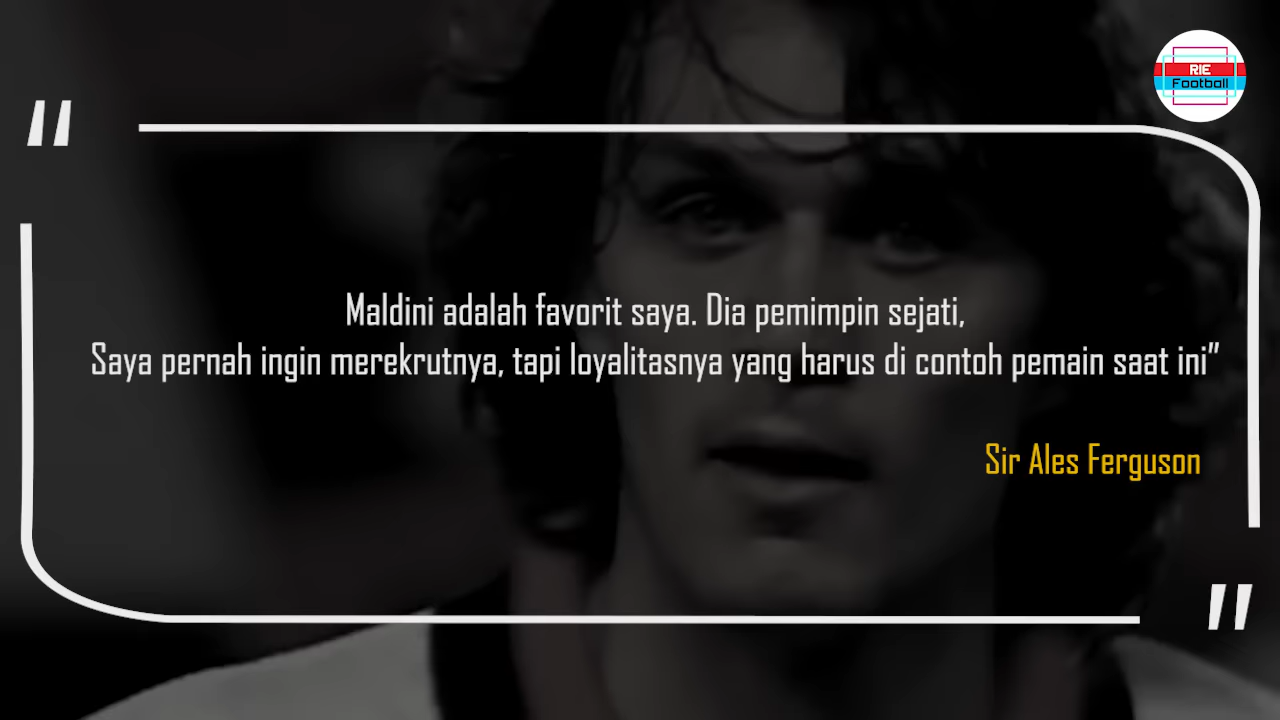 RIE
Football
"
Maldini adalah favorit saya. Dia pemimpin sejati,
Saya pernah ingin merekrutnya, tapi loyalitasnya yang harus di contoh pemain saat ini”
Sir Ales Ferguson
"